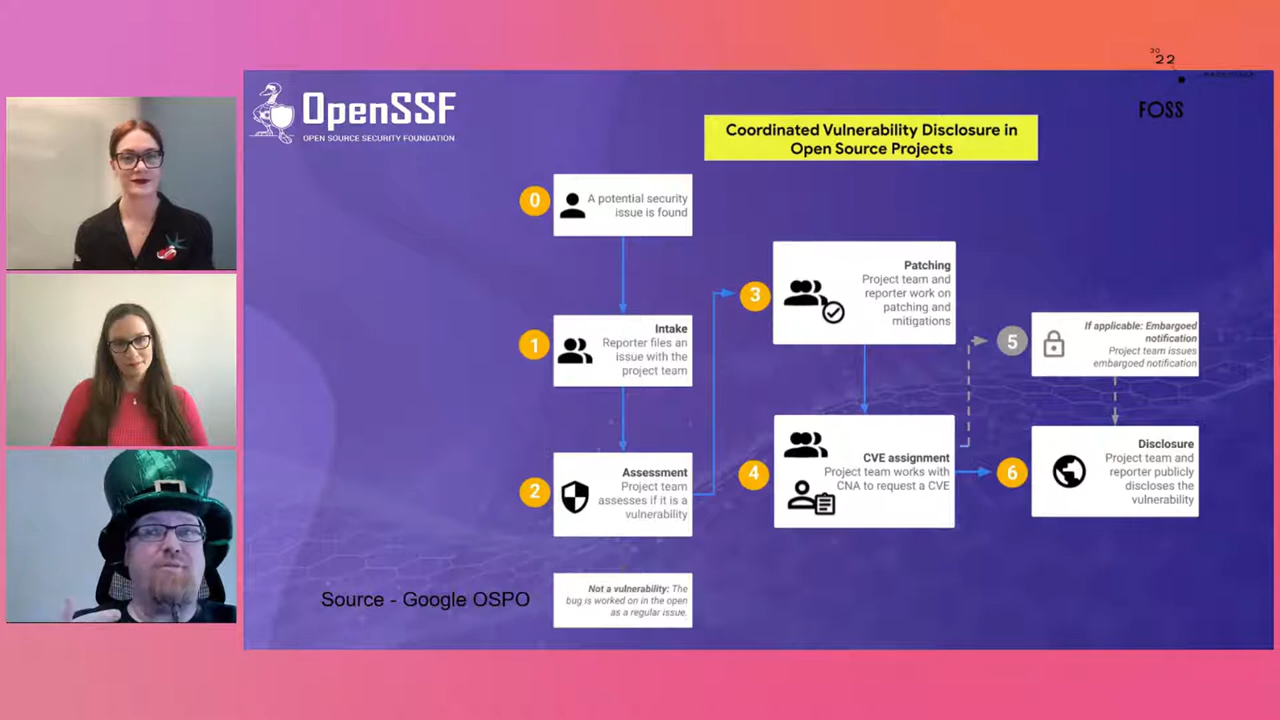 OpenSSF
OPEN SOURCE SECURITY FOUNDATION
20
22
FOSS
Coordinated Vulnerability Disclosure in
Open Source Projects
0
A potential security
issue is found
1
Intake
Reporter files an
issue with the
project team
2
Assessment
Project team
assesses if it is a
vulnerability
Not a vulnerability: The
bug is worked on in the open
as a regular issue.
Source - Google OSPO
3
Patching
Project team and
reporter work on
patching and
mitigations
4
CVE assignment
Project team works with
CNA to request a CVE
5
If applicable: Embargoed
notification
Project team issues
embargoed notification
6
Disclosure
Project team and
reporter publicly
discloses the
vulnerability